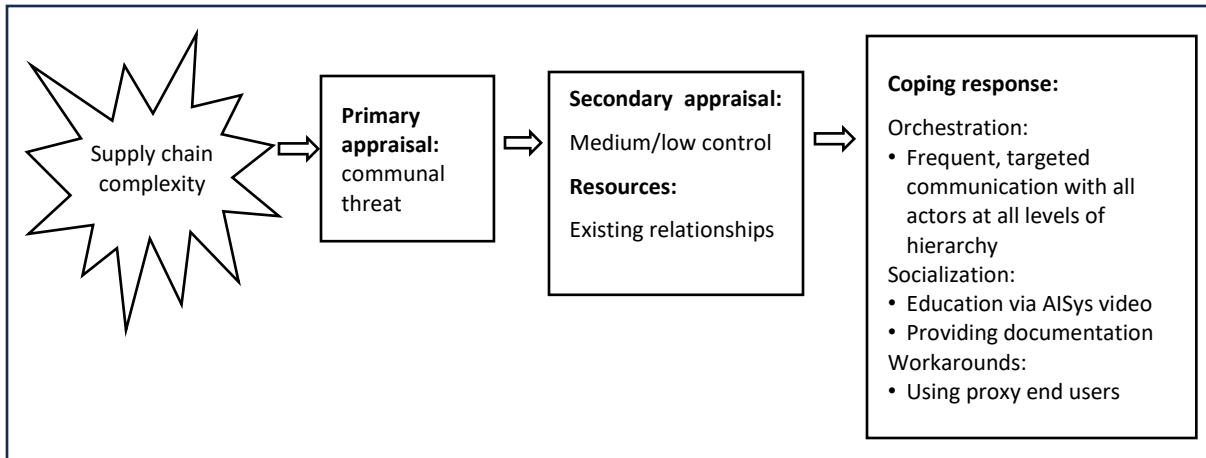 Supply chain
complexity
Primary
appraisal:
communal
threat
Secondary appraisal:
Medium/low control
Resources:
Existing relationships
Coping response:
Orchestration:
• Frequent, targeted
communication with all
actors at all levels of
hierarchy
Socialization:
• Education via AISys video
• Providing documentation
Workarounds:
• Using proxy end users